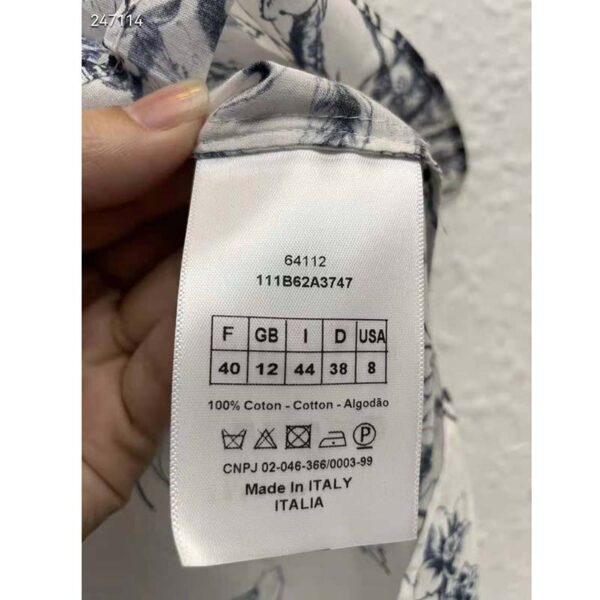 247114
64112
111B62A3747
F GB I D USA
40 12 44 38 8
100% Coton - Cotton - Algodão
P
CNPJ 02-046-366/0003-99
Made In ITALY
ITALIA